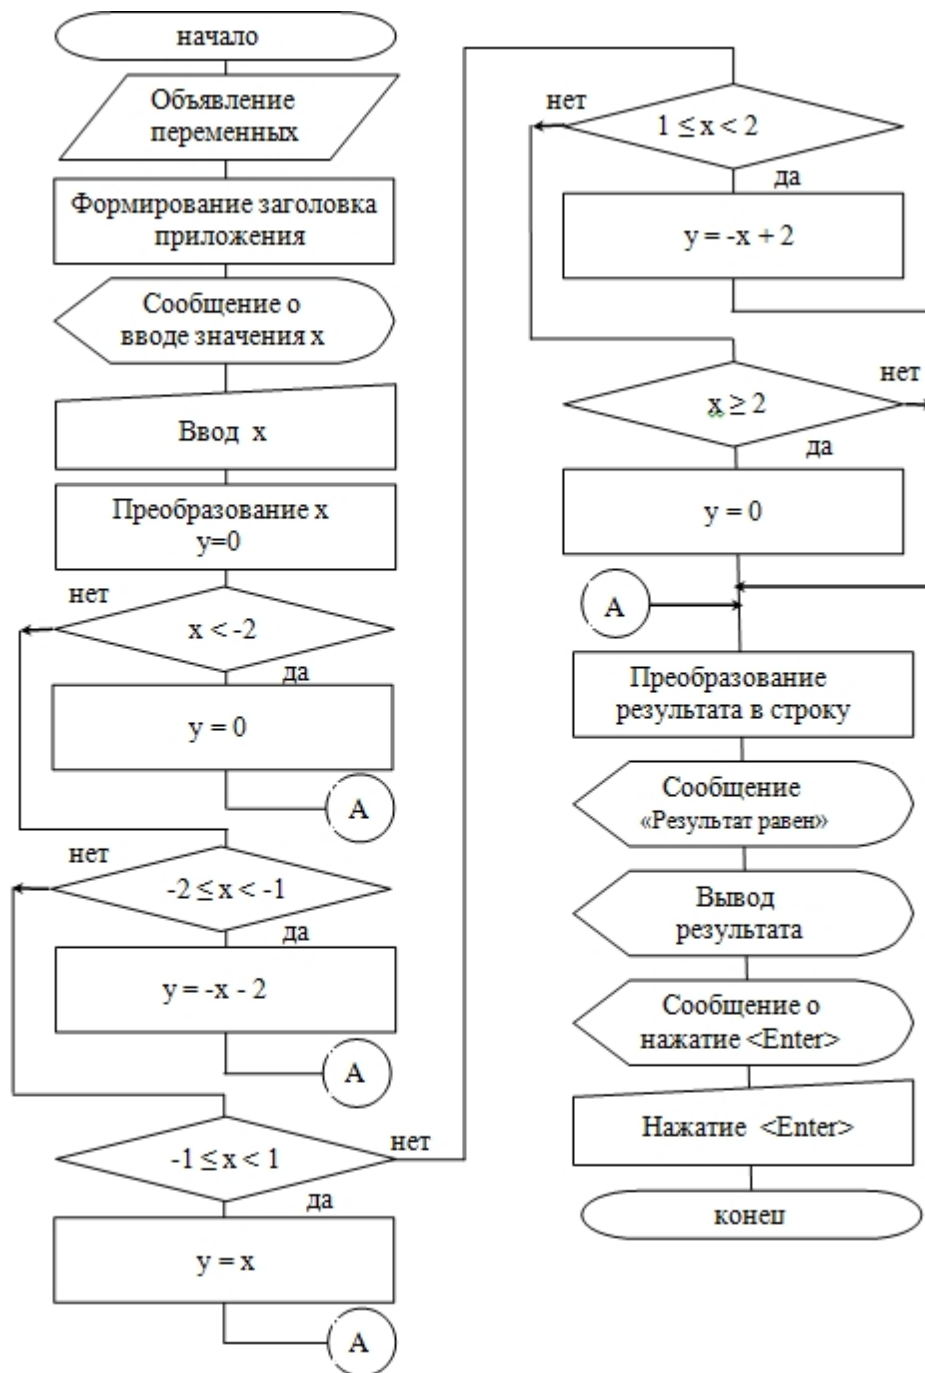 начало
Объявление
переменных
Формирование заголовка
приложения
Сообщение о
вводе значения x
Ввод x
Преобразование x
y=0
нет
x < -2
да
y = 0
A
нет
-2 ≤ x < -1
да
y = -x - 2
A
-1 ≤ x < 1
нет
да
y = x
A
нет
1 ≤ x < 2
да
y = -x + 2
нет
x ≥ 2
да
y = 0
A
Преобразование
результата в строку
Сообщение
«Результат равен»
Вывод
результата
Сообщение о
нажатие <Enter>
Нажатие <Enter>
конец